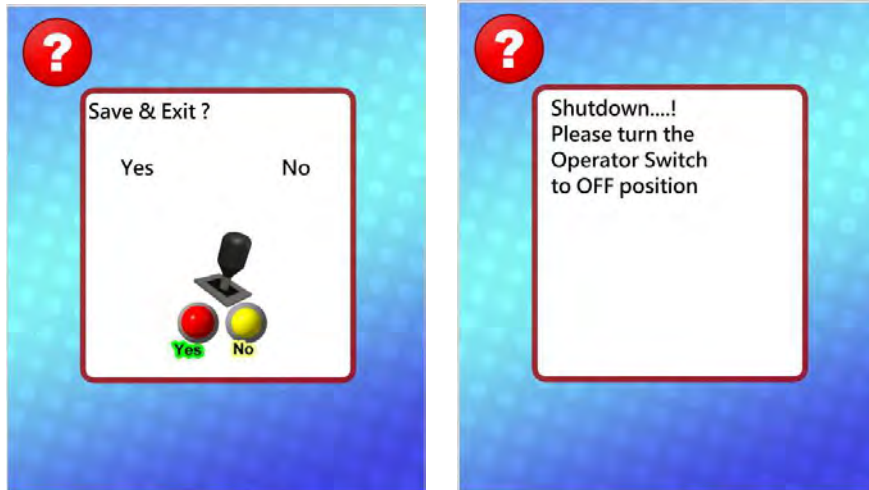 ?
Save & Exit ?
Yes No
Yes No
?
Shutdown....!
Please turn the
Operator Switch
to OFF position